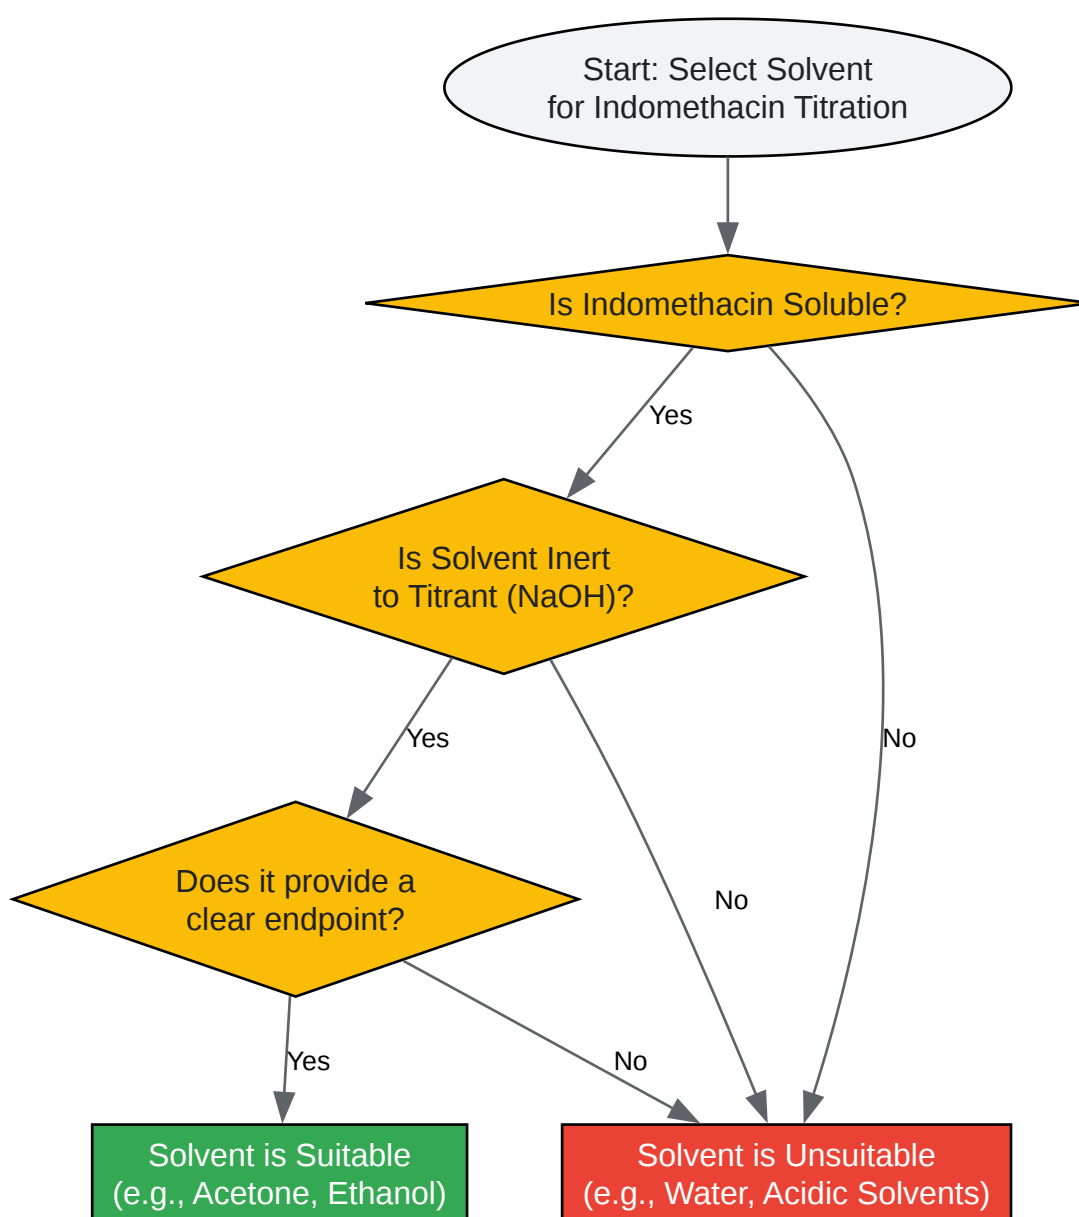 Start: Select Solvent
for Indomethacin Titration
Is Indomethacin Soluble?
Yes
Is Solvent Inert
to Titrant (NaOH)?
Yes
No
Does it provide a
clear endpoint?
No
Yes
No
Solvent is Suitable
(e.g., Acetone, Ethanol)
Solvent is Unsuitable
(e.g., Water, Acidic Solvents)